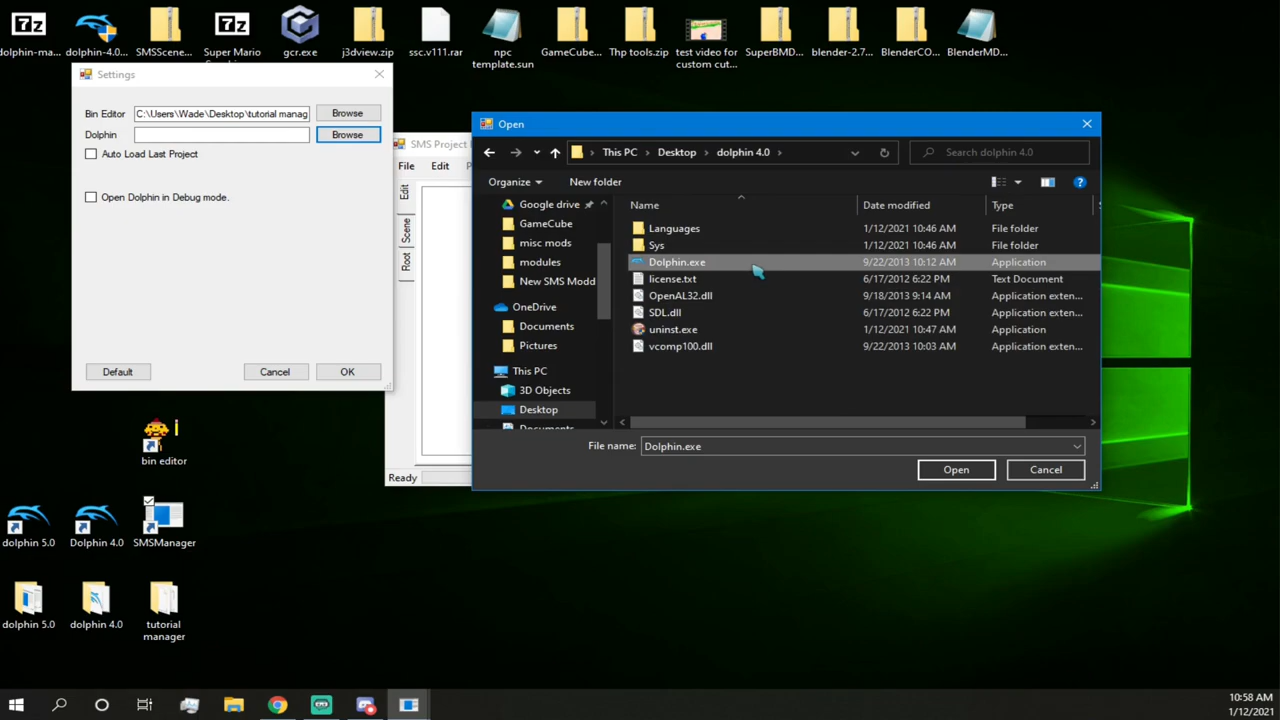 dolphin-ma...
dolphin-4.0...
SMSScene...
Super Mario
gcr.exe
j3dview.zip
ssc.v111.rar
npc
template.sun
GameCube...
Thp tools.zip
test video for
custom cut...
SuperBMD...
blender-2.7...
BlenderCO...
BlenderMD...
Settings
Bin Editor
C:\Users\Wade\Desktop\tutorial manag
Browse
Dolphin
Browse
Auto Load Last Project
Open Dolphin in Debug mode.
Default
Cancel
OK
SMS Project
File
Edit
Edit
Scene
Root
Ready
Open
This PC > Desktop > dolphin 4.0 >
Search dolphin 4.0
Organize
New folder
Google drive
GameCube
misc mods
modules
New SMS Modd
OneDrive
Documents
Pictures
This PC
3D Objects
Desktop
Documents
Name
Date modified
Type
Languages 1/12/2021 10:46 AM File folder
Sys 1/12/2021 10:46 AM File folder
Dolphin.exe 9/22/2013 10:12 AM Application
license.txt 6/17/2012 6:22 PM Text Document
OpenAL32.dll 9/18/2013 9:14 AM Application exten...
SDL.dll 6/17/2012 6:22 PM Application exten...
uninst.exe 1/12/2021 10:47 AM Application
vcomp100.dll 9/22/2013 10:03 AM Application exten...
File name: Dolphin.exe
Open
Cancel
bin editor
dolphin 5.0
Dolphin 4.0
SMSManager
dolphin 5.0
dolphin 4.0
tutorial
manager
10:58 AM
1/12/2021